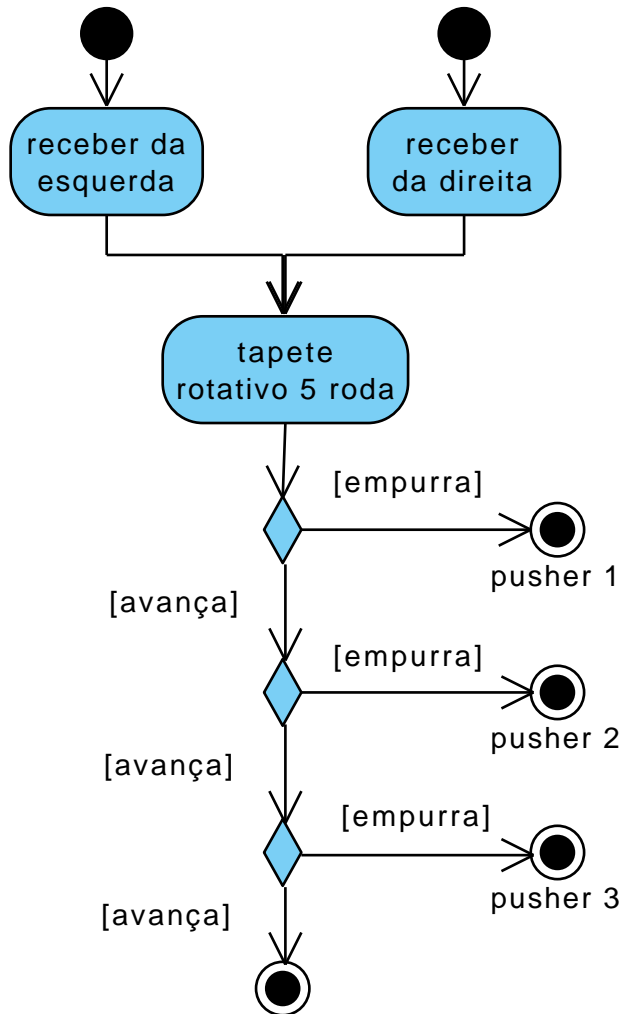 receber da
esquerda
receber
da direita
tapete
rotativo 5 roda
[empurra]
pusher 1
[avança]
[empurra]
pusher 2
[avança]
[empurra]
pusher 3
[avança]